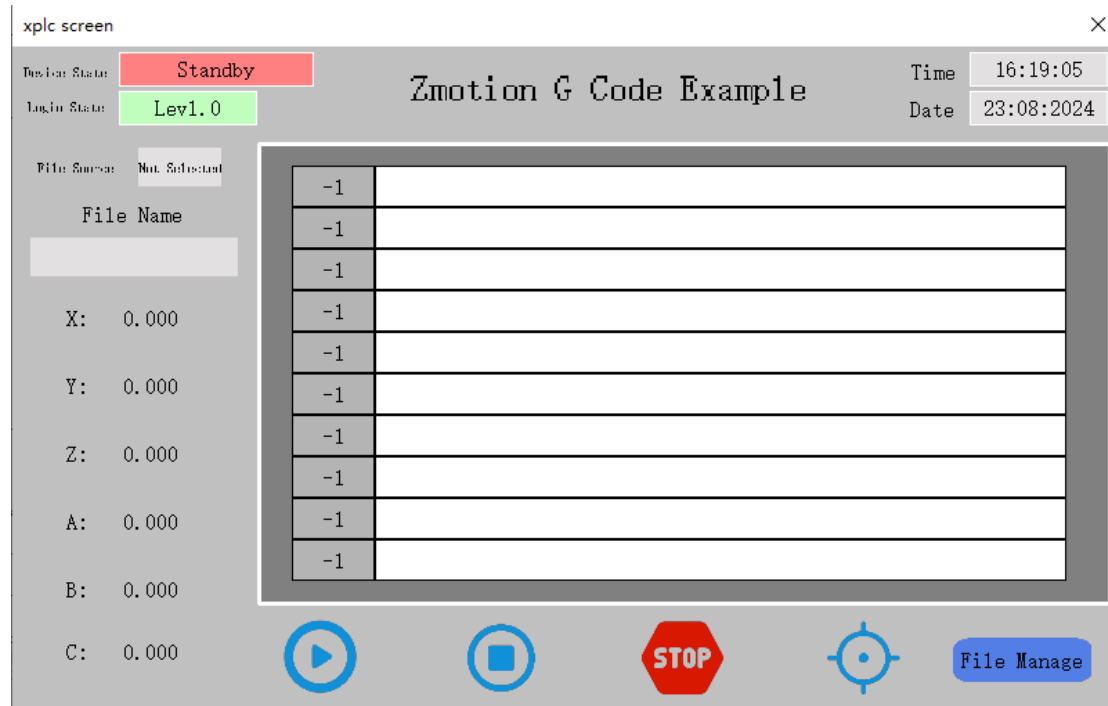 xplc screen
Device State Standby
Zmotion G Code Example
Time 16:19:05
Login State Lev1.0
Date 23:08:2024
File Source Not Selected
File Name
-1
-1
-1
-1
-1
-1
-1
-1
-1
-1
X: 0.000
Y: 0.000
Z: 0.000
A: 0.000
B: 0.000
C: 0.000
STOP
File Manage